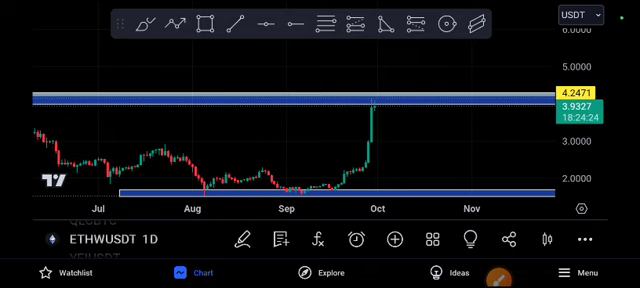 USDT
6.0000
5.0000
4.2471
3.9327
18:24:24
3.0000
2.0000
Jul Aug Sep Oct Nov
ETHWUSDT 1D
Watchlist Chart Explore Ideas Menu